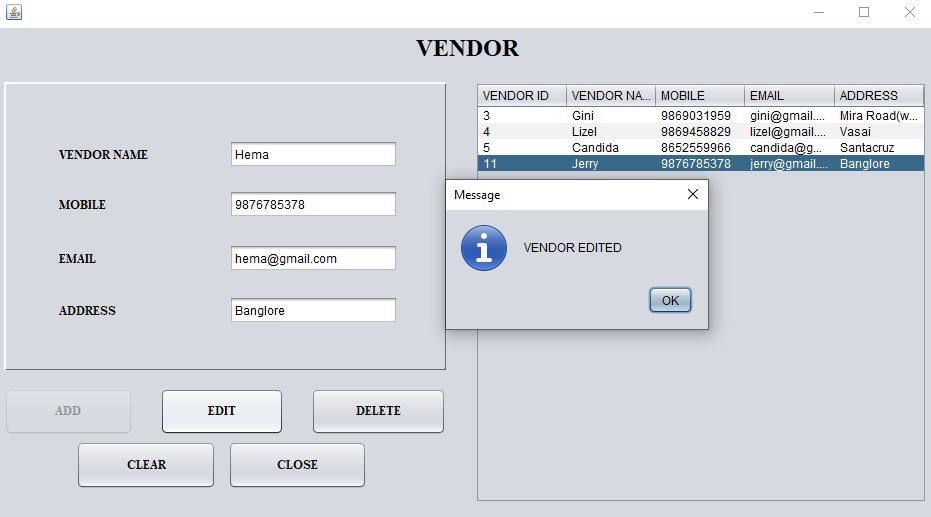 VENDOR
VENDOR NAME Hema
MOBILE 9876785378
EMAIL hema@gmail.com
ADDRESS Banglore
ADD EDIT DELETE
CLEAR CLOSE
VENDOR ID VENDOR NA... MOBILE EMAIL ADDRESS
3 Gini 9869031959 gini@gmail.... Mira Road(w...
4 Lizel 9869458829 lizel@gmail.... Vasai
5 Candida 8652559966 candida@g... Santacruz
11 Jerry 9876785378 jerry@gmail.... Banglore
Message
VENDOR EDITED
OK